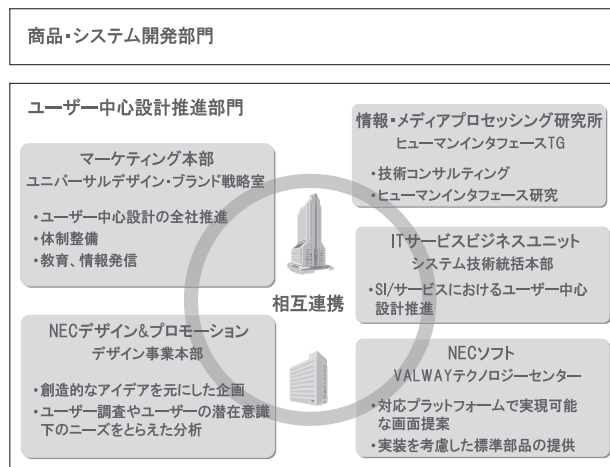 商品・システム開発部門
ユーザー中心設計推進部門
マーケティング本部
ユニバーサルデザイン・ブランド戦略室
・ユーザー中心設計の全社推進
・体制整備
・教育、情報発信
情報・メディアプロセッシング研究所
ヒューマンインタフェースTG
・技術コンサルティング
・ヒューマンインタフェース研究
ITサービスビジネスユニット
システム技術統括本部
・SI/サービスにおけるユーザー中心
設計推進
相互連携
NECデザイン&プロモーション
デザイン事業本部
・創造的なアイデアを元にした企画
・ユーザー調査やユーザーの潜在意識
下のニーズをとらえた分析
NECソフト
VALWAYテクノロジーセンター
・対応プラットフォームで実現可能
な画面提案
・実装を考慮した標準部品の提供